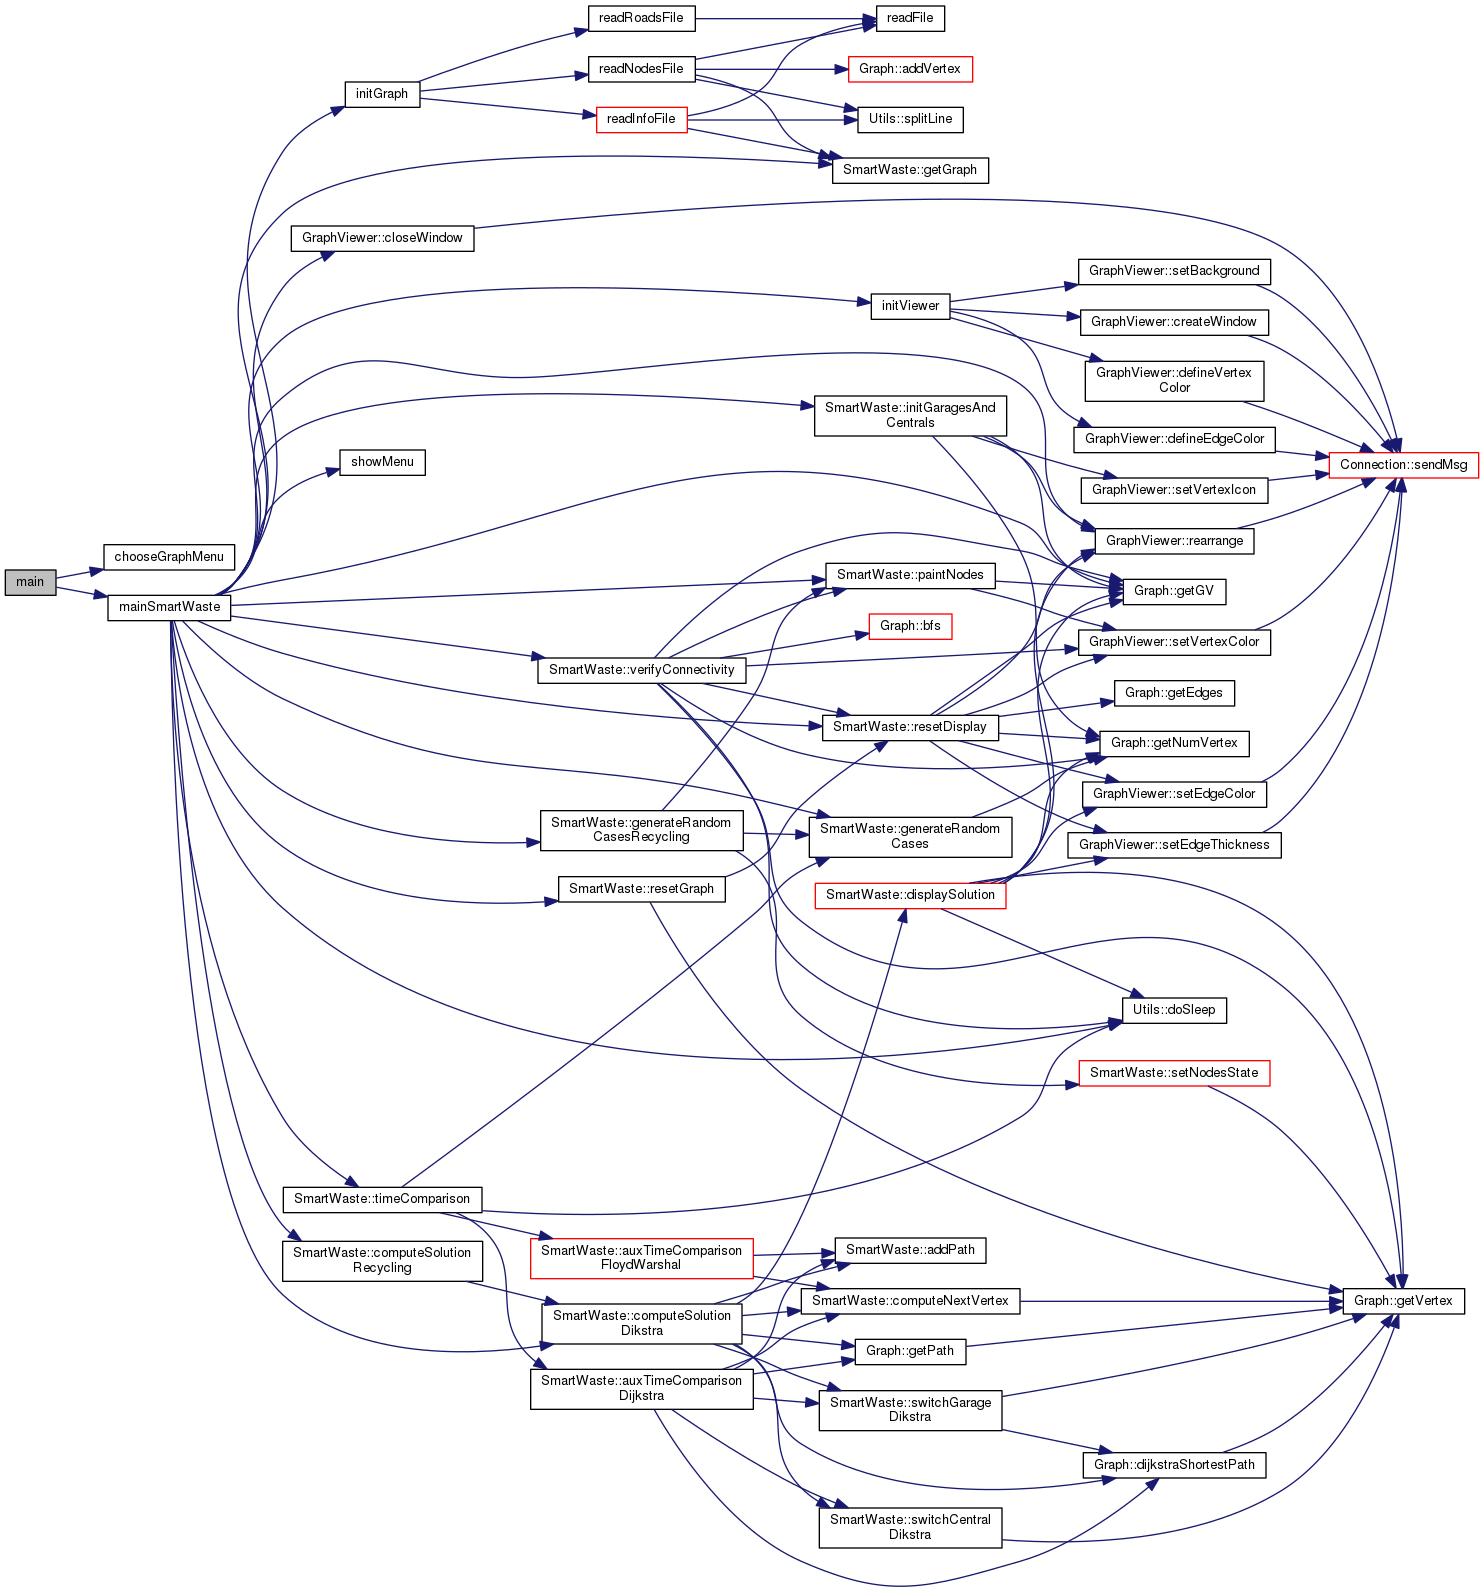 readRoadsFile
readFile
readNodesFile
Graph::addVertex
initGraph
readInfoFile
Utils::splitLine
SmartWaste::getGraph
GraphViewer::closeWindow
GraphViewer::setBackground
initViewer
GraphViewer::createWindow
GraphViewer::defineVertex
Color
SmartWaste::initGaragesAnd
Centrals
GraphViewer::defineEdgeColor
showMenu
Connection::sendMsg
GraphViewer::setVertexIcon
GraphViewer::rearrange
chooseGraphMenu
main
SmartWaste::paintNodes
Graph::getGV
mainSmartWaste
Graph::bfs
GraphViewer::setVertexColor
SmartWaste::verifyConnectivity
Graph::getEdges
SmartWaste::resetDisplay
Graph::getNumVertex
GraphViewer::setEdgeColor
SmartWaste::generateRandom
CasesRecycling
SmartWaste::generateRandom
Cases
GraphViewer::setEdgeThickness
SmartWaste::resetGraph
SmartWaste::displaySolution
Utils::doSleep
SmartWaste::setNodesState
SmartWaste::timeComparison
SmartWaste::computeSolution
Recycling
SmartWaste::auxTimeComparison
FloydWarshal
SmartWaste::addPath
SmartWaste::computeNextVertex
Graph::getVertex
SmartWaste::computeSolution
Dikstra
Graph::getPath
SmartWaste::auxTimeComparison
Dijkstra
SmartWaste::switchGarage
Dikstra
Graph::dijkstraShortestPath
SmartWaste::switchCentral
Dikstra